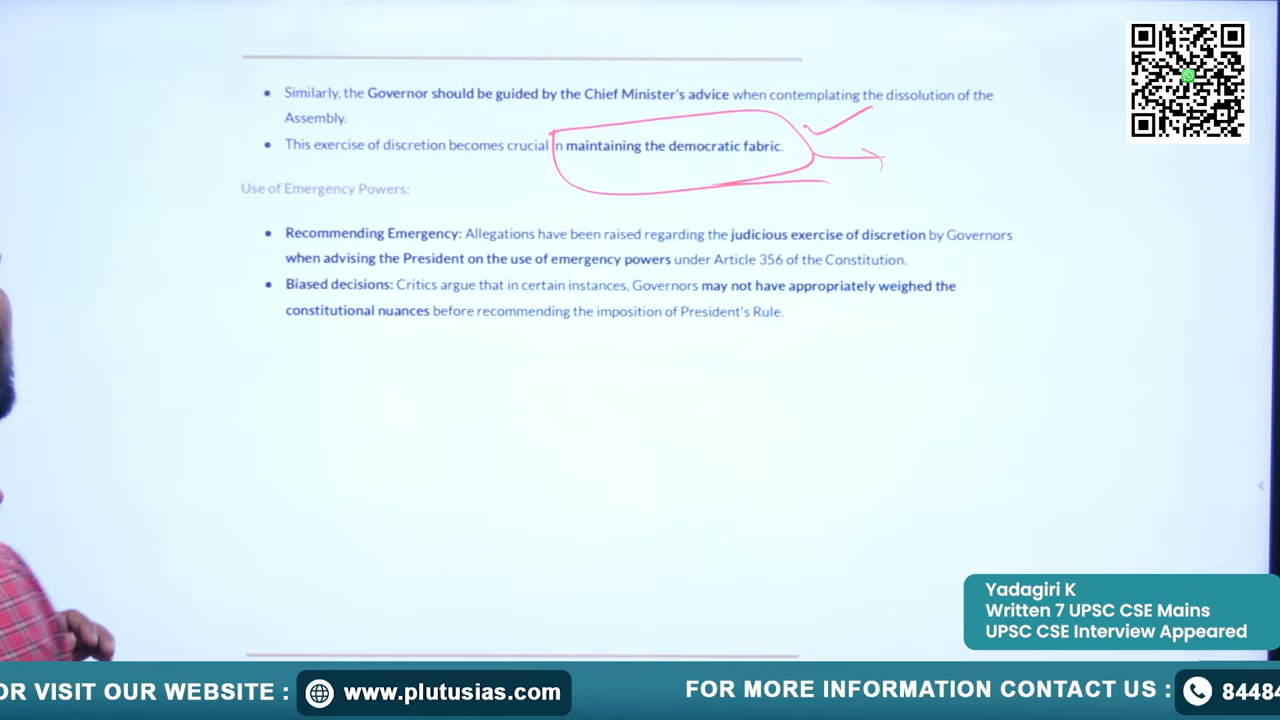 Similarly, the Governor should be guided by the Chief Minister's advice when contemplating the dissolution of the
Assembly.
This exercise of discretion becomes crucial in maintaining the democratic fabric.
Use of Emergency Powers:
Recommending Emergency: Allegations have been raised regarding the judicious exercise of discretion by Governors
when advising the President on the use of emergency powers under Article 356 of the Constitution.
Biased decisions: Critics argue that in certain instances, Governors may not have appropriately weighed the
constitutional nuances before recommending the imposition of President's Rule.
Yadagiri K
Written 7 UPSC CSE Mains
UPSC CSE Interview Appeared
OR VISIT OUR WEBSITE : www.plutusias.com FOR MORE INFORMATION CONTACT US : 8448